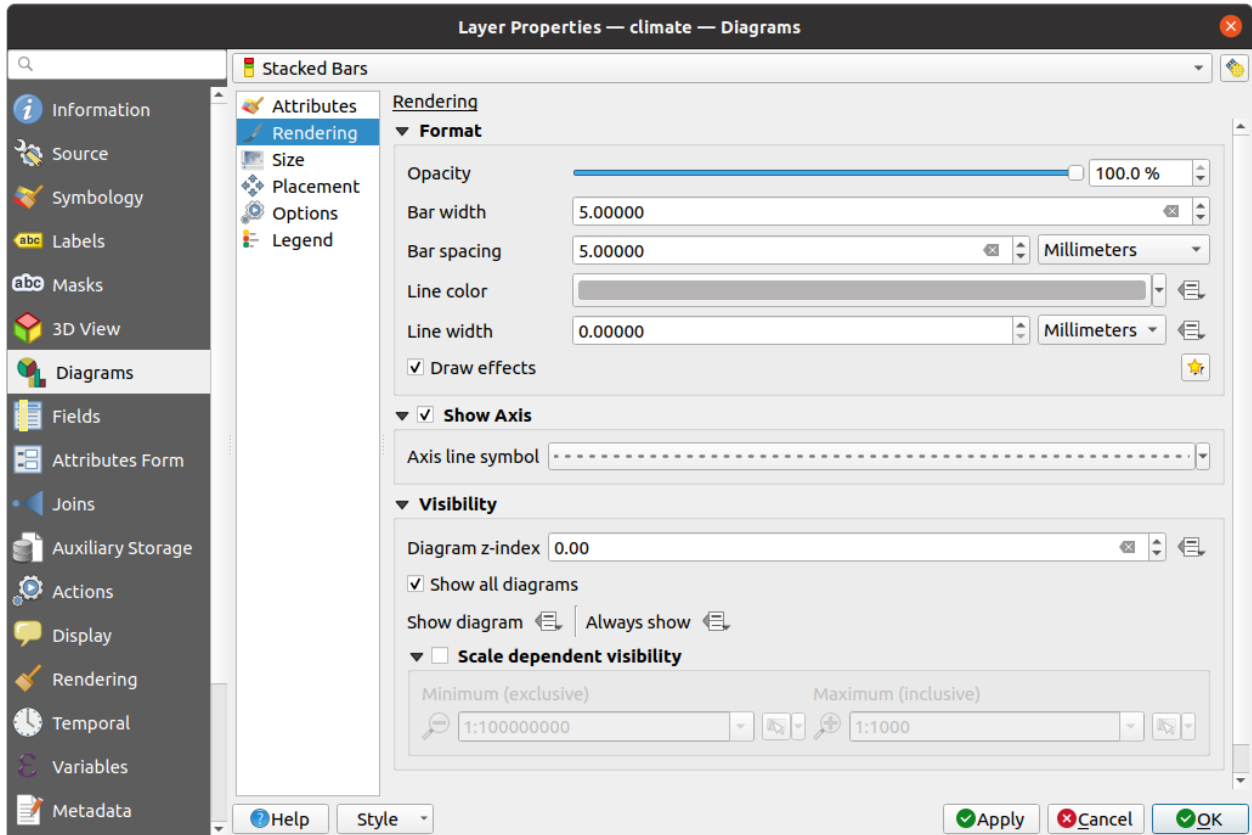 Layer Properties — climate — Diagrams
Stacked Bars
Information
Source
Symbology
abc Labels
abc Masks
3D View
Diagrams
Fields
Attributes Form
Joins
Auxiliary Storage
Actions
Display
Rendering
Temporal
Variables
Metadata
Attributes
Rendering
Size
Placement
Options
Legend
Rendering
Format
Opacity 100.0 %
Bar width 5.00000
Bar spacing 5.00000 Millimeters
Line color
Line width 0.00000 Millimeters
Draw effects
Show Axis
Axis line symbol
Visibility
Diagram z-index 0.00
Show all diagrams
Show diagram Always show
Scale dependent visibility
Minimum (exclusive) Maximum (inclusive)
1:100000000 1:1000
Help Style Apply Cancel OK